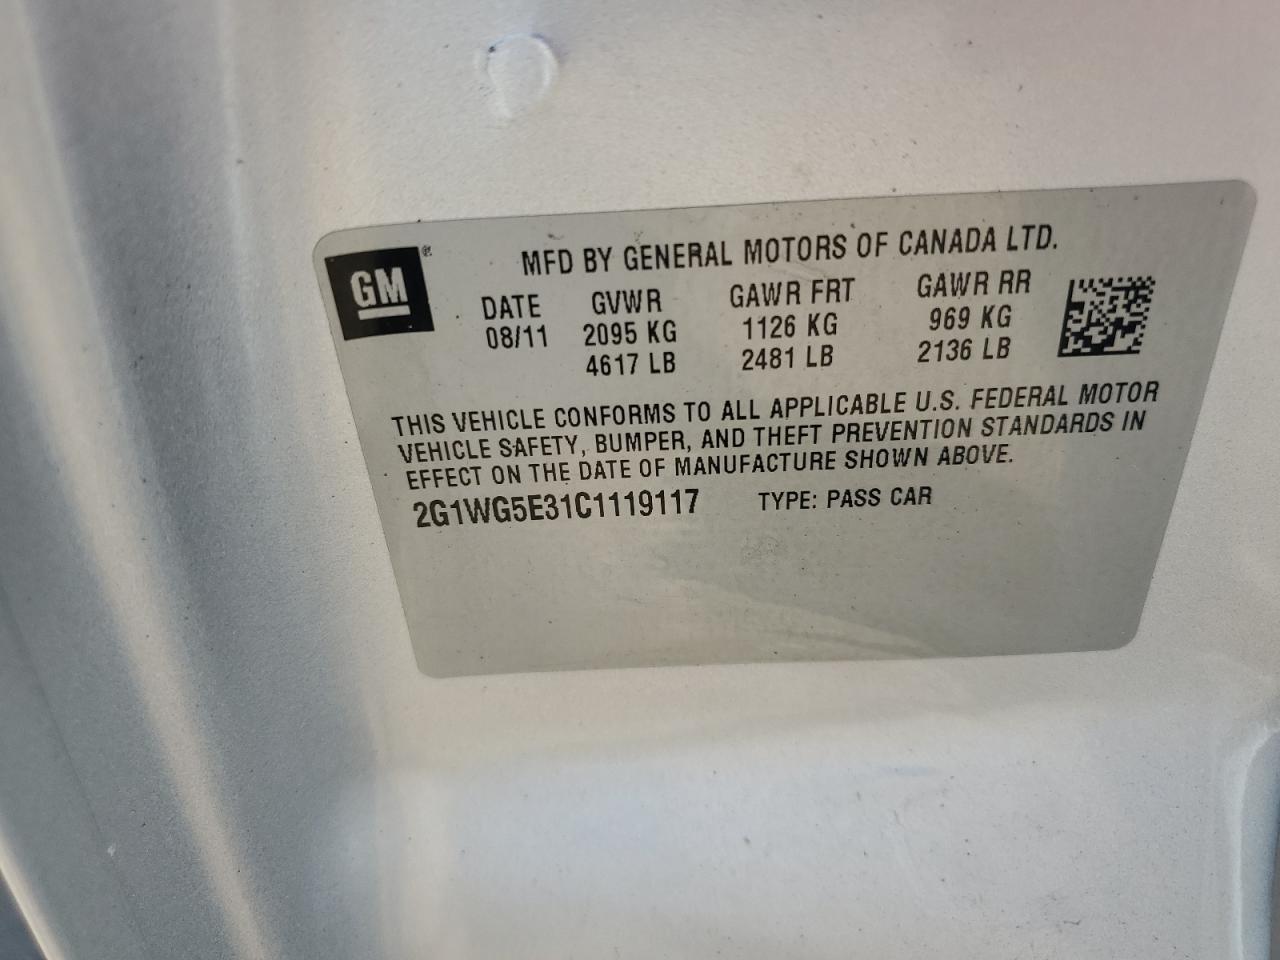 GM ®
MFD BY GENERAL MOTORS OF CANADA LTD.
DATE GVWR GAWR FRT GAWR RR
08/11 2095 KG 1126 KG 969 KG
4617 LB 2481 LB 2136 LB
THIS VEHICLE CONFORMS TO ALL APPLICABLE U.S. FEDERAL MOTOR
VEHICLE SAFETY, BUMPER, AND THEFT PREVENTION STANDARDS IN
EFFECT ON THE DATE OF MANUFACTURE SHOWN ABOVE.
2G1WG5E31C1119117 TYPE: PASS CAR